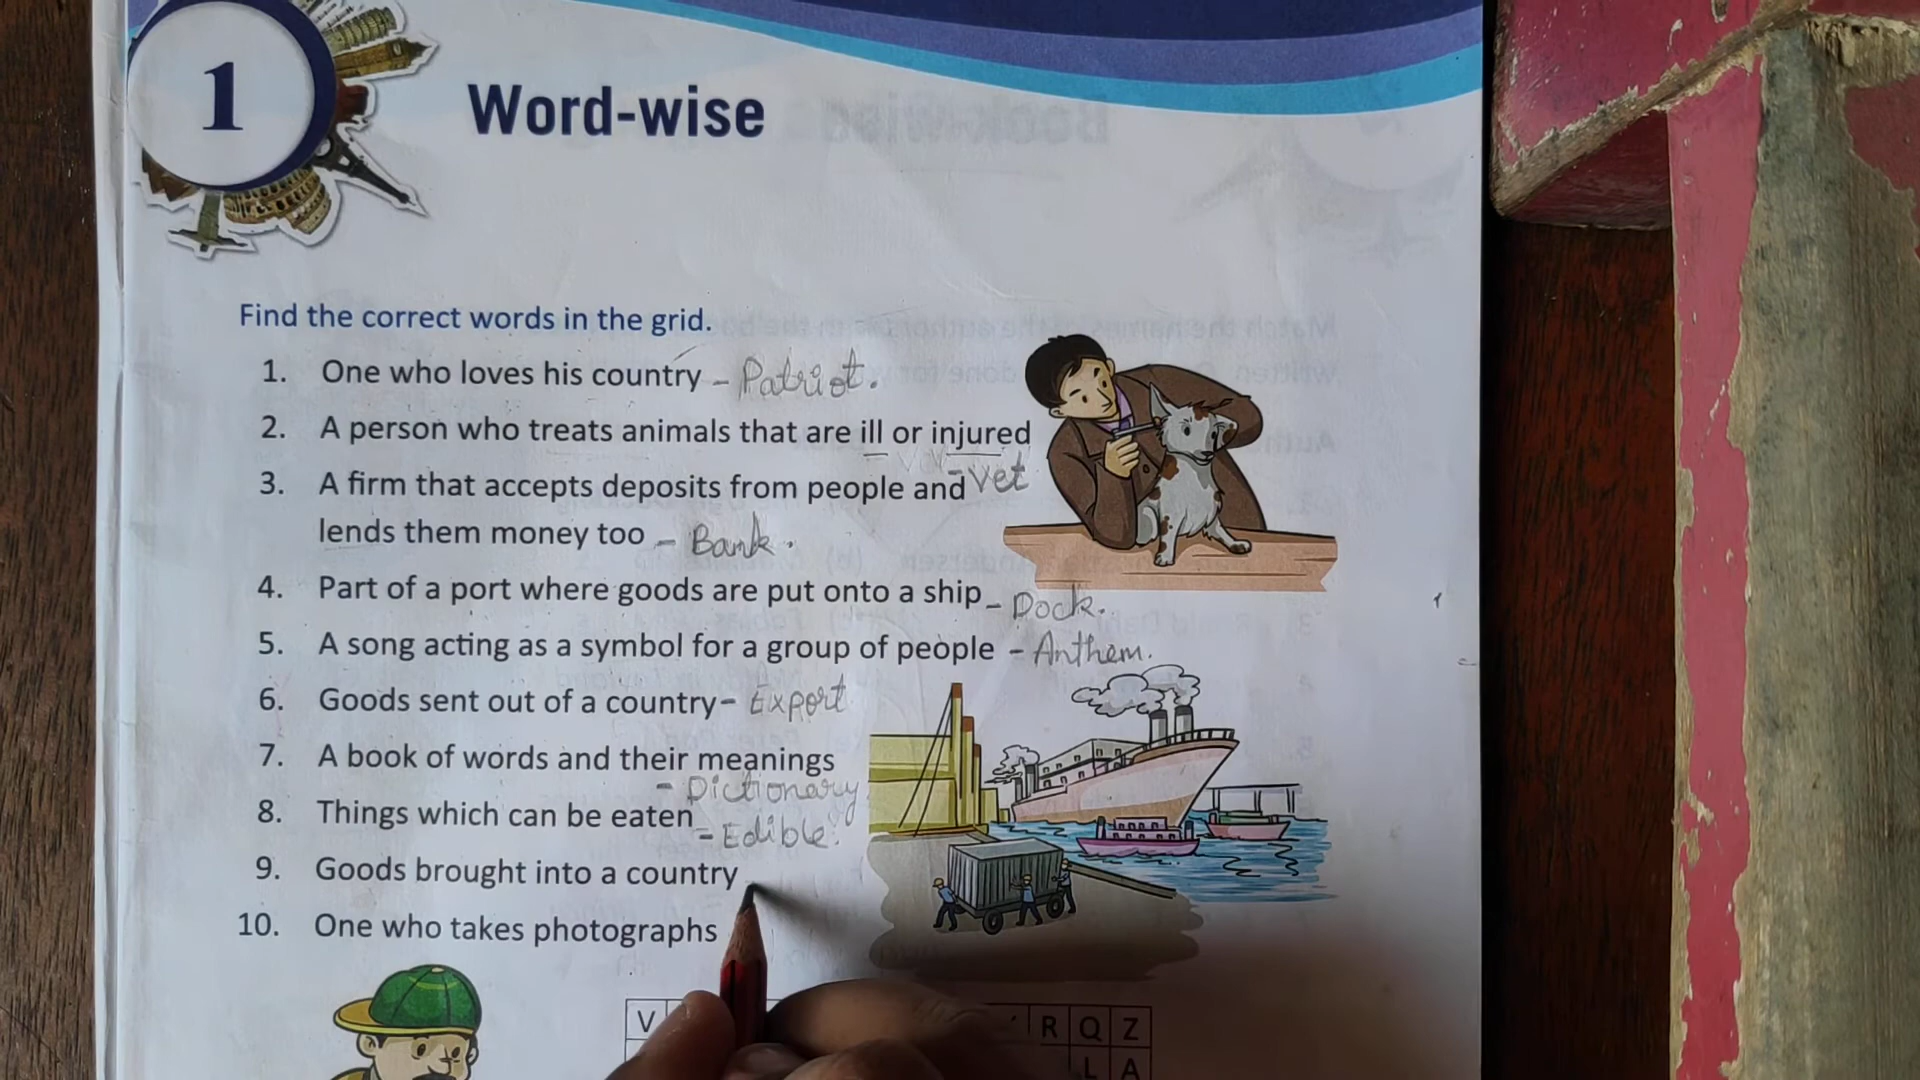 1
Word-wise
Find the correct words in the grid.
1. One who loves his country - Patriot.
2. A person who treats animals that are ill or injured
- vet
3. A firm that accepts deposits from people and
lends them money too - Bank.
4. Part of a port where goods are put onto a ship - Dock.
5. A song acting as a symbol for a group of people - Anthem.
6. Goods sent out of a country - Export
7. A book of words and their meanings
- Dictionary
8. Things which can be eaten
- Edible.
9. Goods brought into a country
10. One who takes photographs
V R Q Z
L A